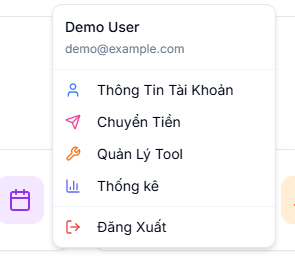 Demo User
demo@example.com
Thông Tin Tài Khoản
Chuyển Tiền
Quản Lý Tool
Thống kê
Đăng Xuất